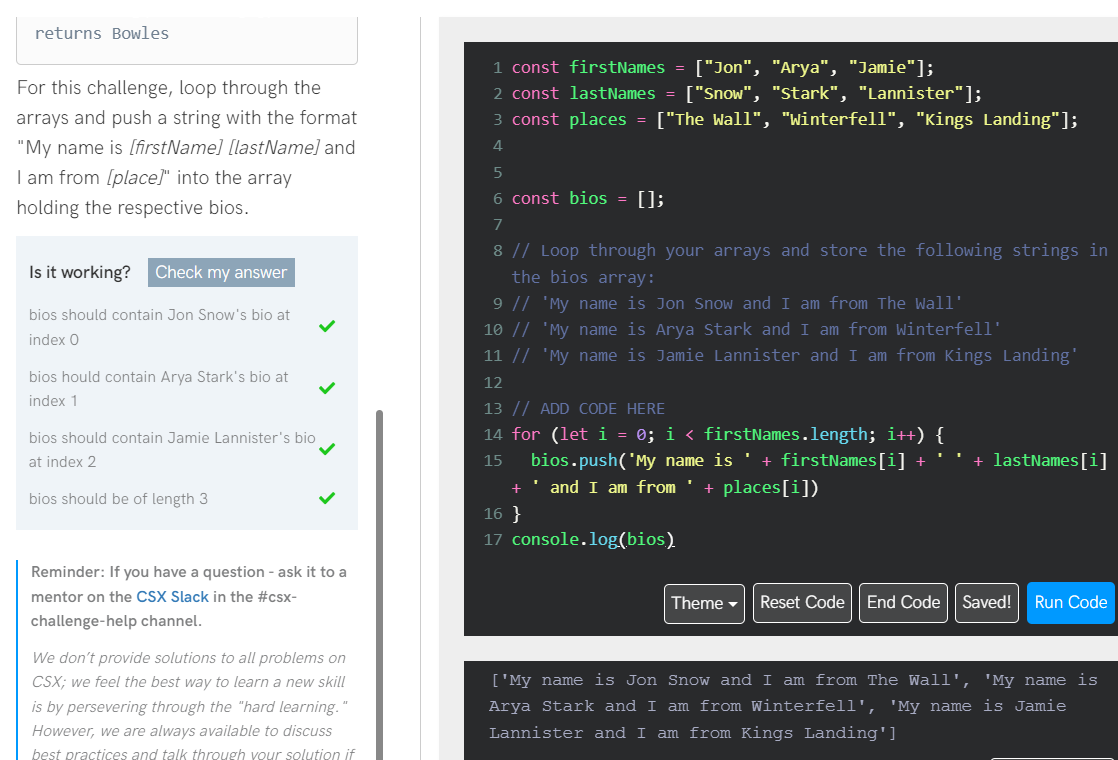 returns Bowles
For this challenge, loop through the
arrays and push a string with the format
"My name is [firstName] [lastName] and
I am from [place]" into the array
holding the respective bios.
Is it working? Check my answer
bios should contain Jon Snow's bio at
index 0
bios hould contain Arya Stark's bio at
index 1
bios should contain Jamie Lannister's bio
at index 2
bios should be of length 3
Reminder: If you have a question - ask it to a
mentor on the CSX Slack in the #csx-
challenge-help channel.
We don't provide solutions to all problems on
CSX; we feel the best way to learn a new skill
is by persevering through the "hard learning."
However, we are always available to discuss
best practices and talk through your solution if
1 const firstNames = ["Jon", "Arya", "Jamie"];
2 const lastNames = ["Snow", "Stark", "Lannister"];
3 const places = ["The Wall", "Winterfell", "Kings Landing"];
4
5
6 const bios = [];
7
8 // Loop through your arrays and store the following strings in
the bios array:
9 // 'My name is Jon Snow and I am from The Wall'
10 // 'My name is Arya Stark and I am from Winterfell'
11 // 'My name is Jamie Lannister and I am from Kings Landing'
12
13 // ADD CODE HERE
14 for (let i = 0; i < firstNames.length; i++) {
15   bios.push('My name is ' + firstNames[i] + ' ' + lastNames[i]
+ ' and I am from ' + places[i])
16 }
17 console.log(bios)
Theme Reset Code End Code Saved! Run Code
['My name is Jon Snow and I am from The Wall', 'My name is
Arya Stark and I am from Winterfell', 'My name is Jamie
Lannister and I am from Kings Landing']